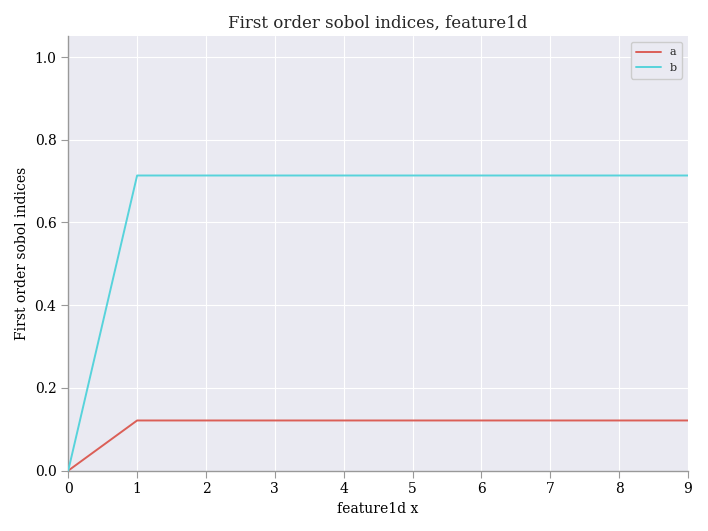 First order sobol indices, feature1d
a
b
First order sobol indices
1.0
0.8
0.6
0.4
0.2
0.0
0 1 2 3 4 5 6 7 8 9
feature1d x